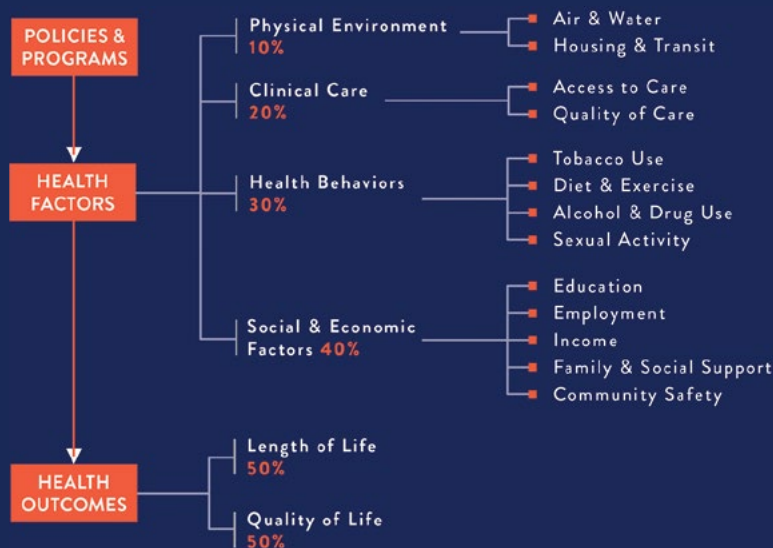 POLICIES &
PROGRAMS
HEALTH
FACTORS
Physical Environment
10%
Air & Water
Housing & Transit
Clinical Care
20%
Access to Care
Quality of Care
Health Behaviors
30%
Tobacco Use
Diet & Exercise
Alcohol & Drug Use
Sexual Activity
Social & Economic
Factors 40%
Education
Employment
Income
Family & Social Support
Community Safety
HEALTH
OUTCOMES
Length of Life
50%
Quality of Life
50%